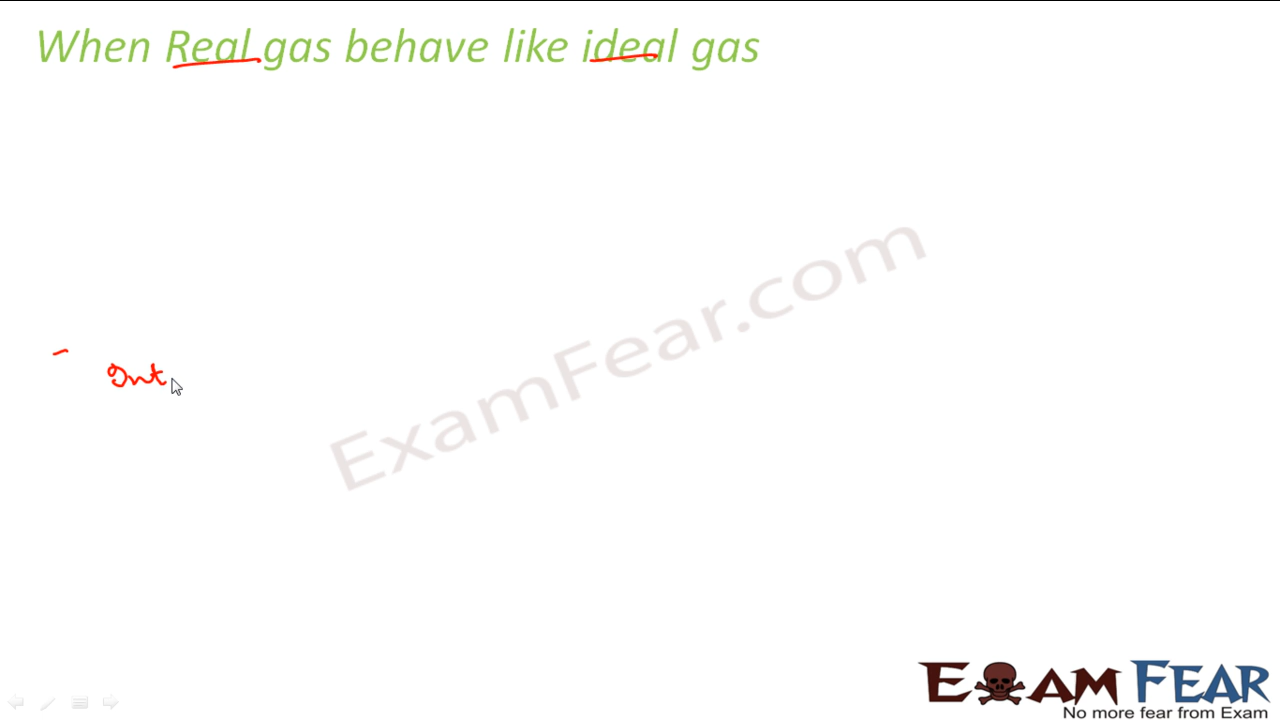 When Real gas behave like ideal gas
ExamFear.com
Int
EXAM FEAR
No more fear from Exam